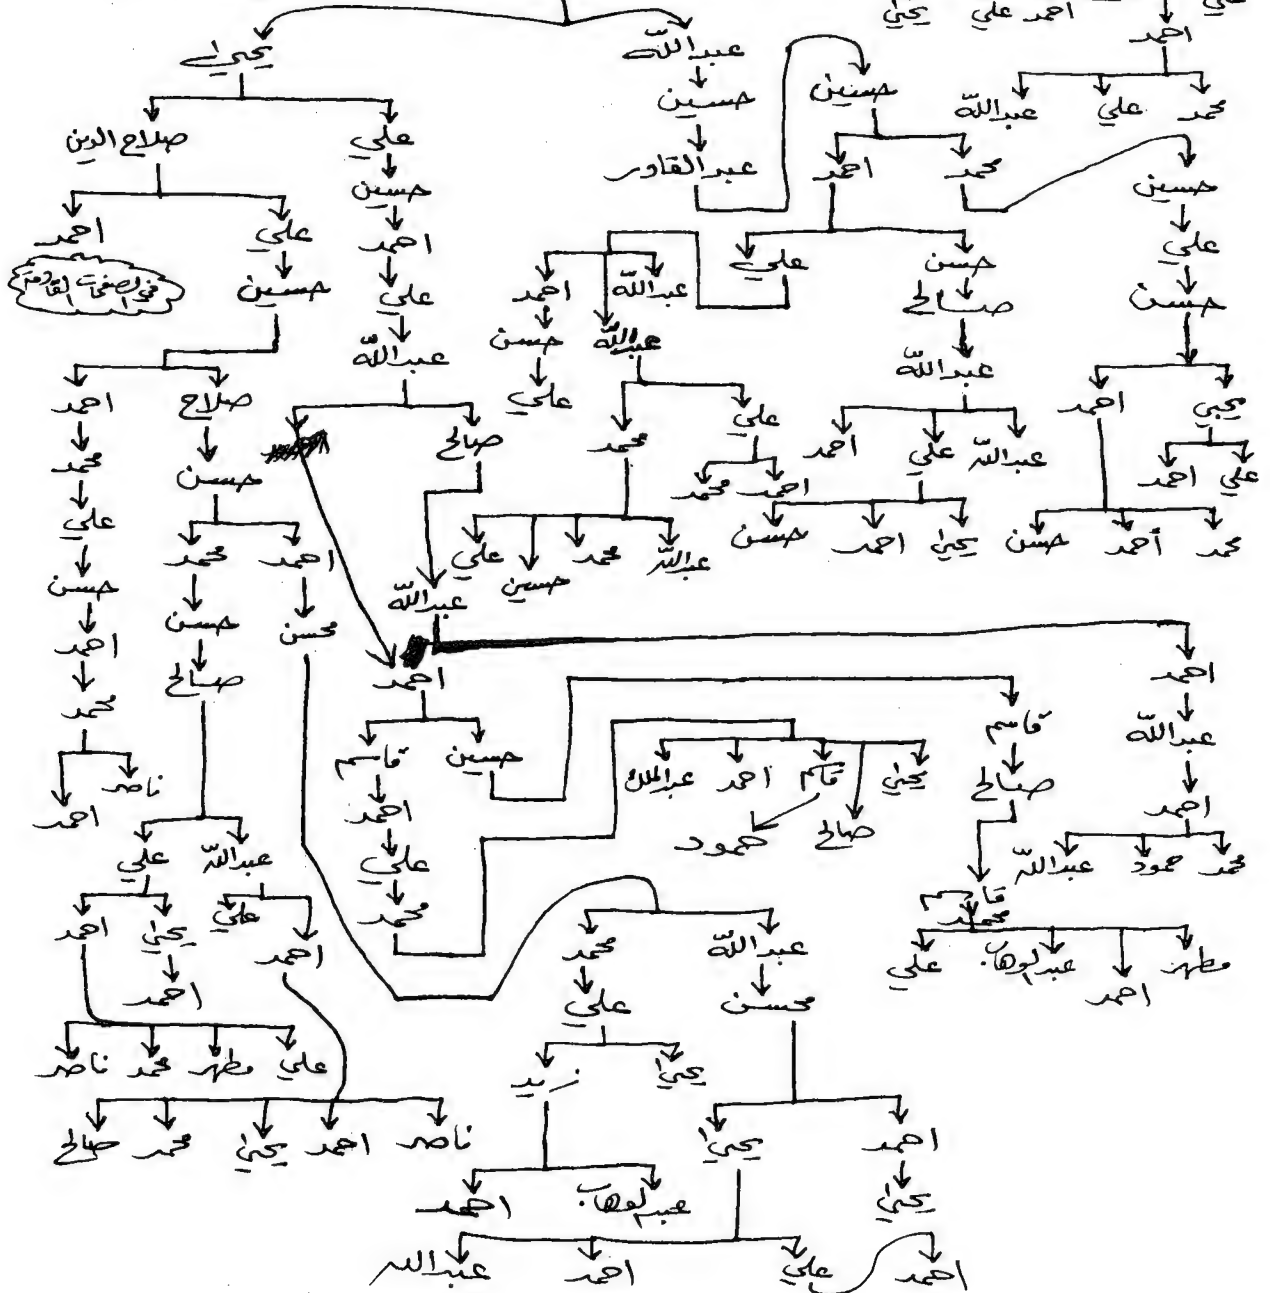 احمد علي يحيى
احمد
يحيى عبدالله
حسين حسين
محمد علي عبدالله
صلاح الدين علي عبدالقادر احمد محمد
حسين حسين
احمد علي احمد علي حسن علي
في الصفحات القادمة
حسين علي احمد عبدالله صالح حسن
عبدالله حسن عبدالله عبدالله
احمد صلاح علي احمد يحيى
محمد صالح محمد علي احمد علي عبدالله احمد علي
حسن محمد احمد
علي محمد احمد علي حسين محمد عبدالله حسن احمد يحيى حسن أحمد محمد
حسن عبدالله
احمد حسن محسن
محمد صالح احمد احمد
قاسم حسين قاسم عبدالله
ناصر عبدالملك احمد قاسم يحيى صالح
احمد احمد حمود صالح احمد
علي عبدالله علي عبدالله حمود محمد
احمد يحيى علي محمد قاسم
محمد
احمد احمد محمد عبدالله علي عبدالوهاب احمد مطهر
علي محسن
ناصر محمد مطهر علي زيد يحيى
صالح محمد يحيى احمد ناصر يحيى احمد
احمد عبدالوهاب يحيى
عبدالله احمد علي احمد